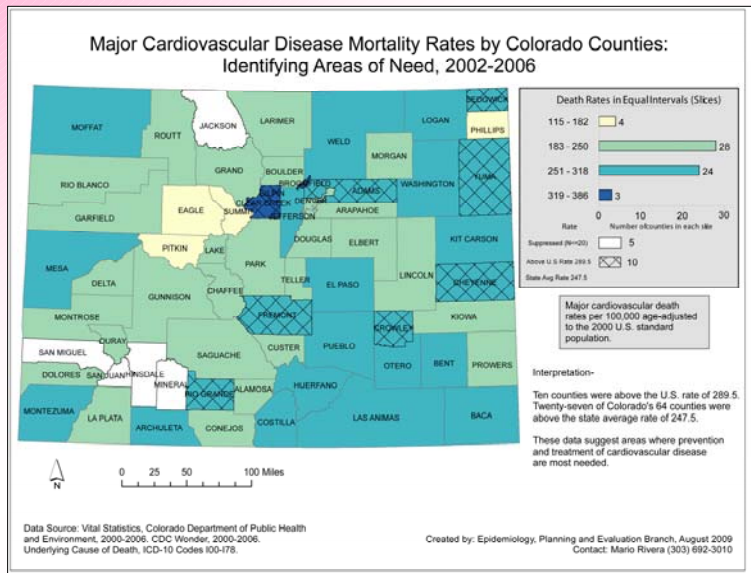 Major Cardiovascular Disease Mortality Rates by Colorado Counties:
Identifying Areas of Need, 2002-2006
Death Rates in Equal Intervals (Slices)
115 - 182
4
183 - 250
28
251 - 318
24
319 - 386
3
0 10 20 30
Rate
Number of counties in each slice
Suppressed (N<=20)
5
Above U.S Rate 289.5
10
State Avg Rate 247.5
MOFFAT
ROUTT
JACKSON
LARIMER
WELD
LOGAN
SEDGWICK
PHILLIPS
MORGAN
GRAND
BOULDER
RIO BLANCO
BROOMFIELD
ADAMS
WASHINGTON
YUMA
GILPIN
CLEAR CREEK
DENVER
GARFIELD
EAGLE
SUMMIT
JEFFERSON
ARAPAHOE
PITKIN
LAKE
PARK
DOUGLAS
ELBERT
KIT CARSON
MESA
DELTA
LINCOLN
TELLER
CHAFFEE
GUNNISON
EL PASO
CHEYENNE
MONTROSE
FREMONT
CROWLEY
KIOWA
OURAY
SAN MIGUEL
SAGUACHE
CUSTER
PUEBLO
DOLORES
SAN JUAN
HINSDALE
MINERAL
RIO GRANDE
ALAMOSA
HUERFANO
OTERO
BENT
PROWERS
MONTEZUMA
LA PLATA
ARCHULETA
CONEJOS
COSTILLA
LAS ANIMAS
BACA
Major cardiovascular death
rates per 100,000 age-adjusted
to the 2000 U.S. standard
population.
Interpretation-
Ten counties were above the U.S. rate of 289.5.
Twenty-seven of Colorado's 64 counties were
above the state average rate of 247.5.
These data suggest areas where prevention
and treatment of cardiovascular disease
are most needed.
N
0 25 50 100 Miles
Data Source: Vital Statistics, Colorado Department of Public Health
and Environment, 2000-2006. CDC Wonder, 2000-2006.
Underlying Cause of Death, ICD-10 Codes I00-I78.
Created by: Epidemiology, Planning and Evaluation Branch, August 2009
Contact: Mario Rivera (303) 692-3010